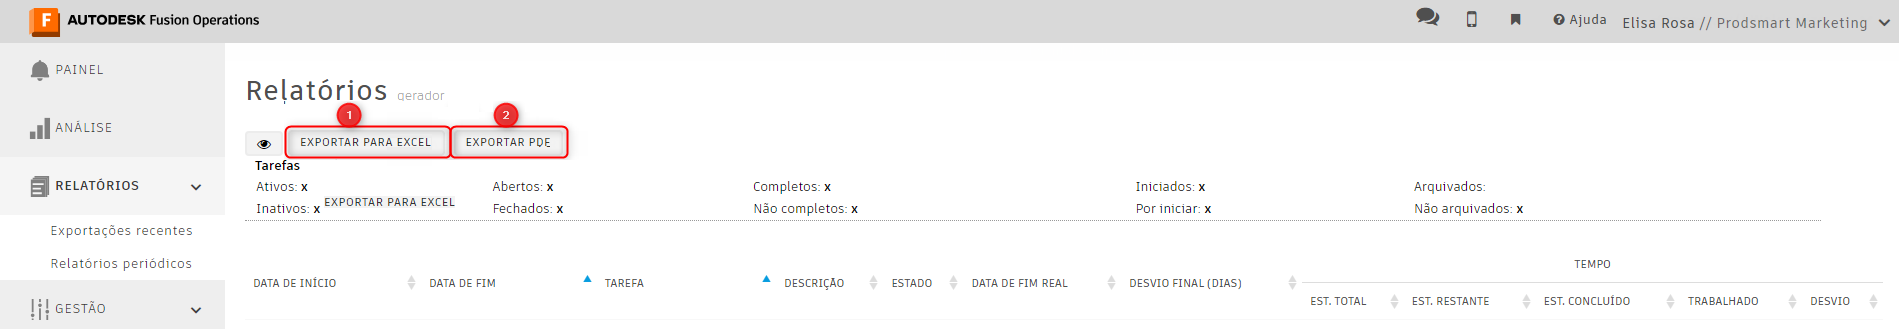 F AUTODESK Fusion Operations
Ajuda
Elisa Rosa // Prodsmart Marketing
PAINEL
ANÁLISE
RELATÓRIOS
Exportações recentes
Relatórios periódicos
GESTÃO
Relatórios gerador
1
2
EXPORTAR PARA EXCEL
EXPORTAR PDF
Tarefas
Ativos: x
Abertos: x
Completos: x
Iniciados: x
Arquivados:
Inativos: x
EXPORTAR PARA EXCEL
Fechados: x
Não completos: x
Por iniciar: x
Não arquivados: x
TEMPO
DATA DE INÍCIO
DATA DE FIM
TAREFA
DESCRIÇÃO
ESTADO
DATA DE FIM REAL
DESVIO FINAL (DIAS)
EST. TOTAL
EST. RESTANTE
EST. CONCLUÍDO
TRABALHADO
DESVIO